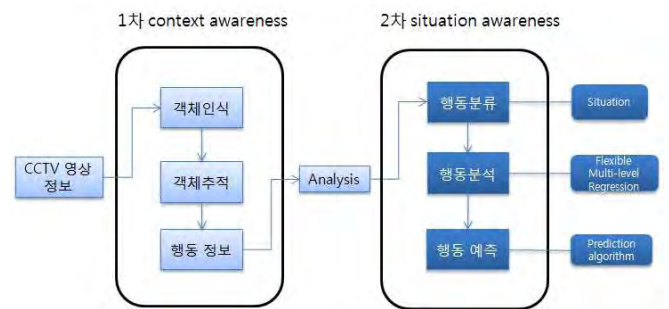 1차 context awareness
2차 situation awareness
CCTV 영상
정보
객체인식
객체추적
행동 정보
Analysis
행동분류
행동분석
행동 예측
Situation
Flexible
Multi-level
Regression
Prediction
algorithm